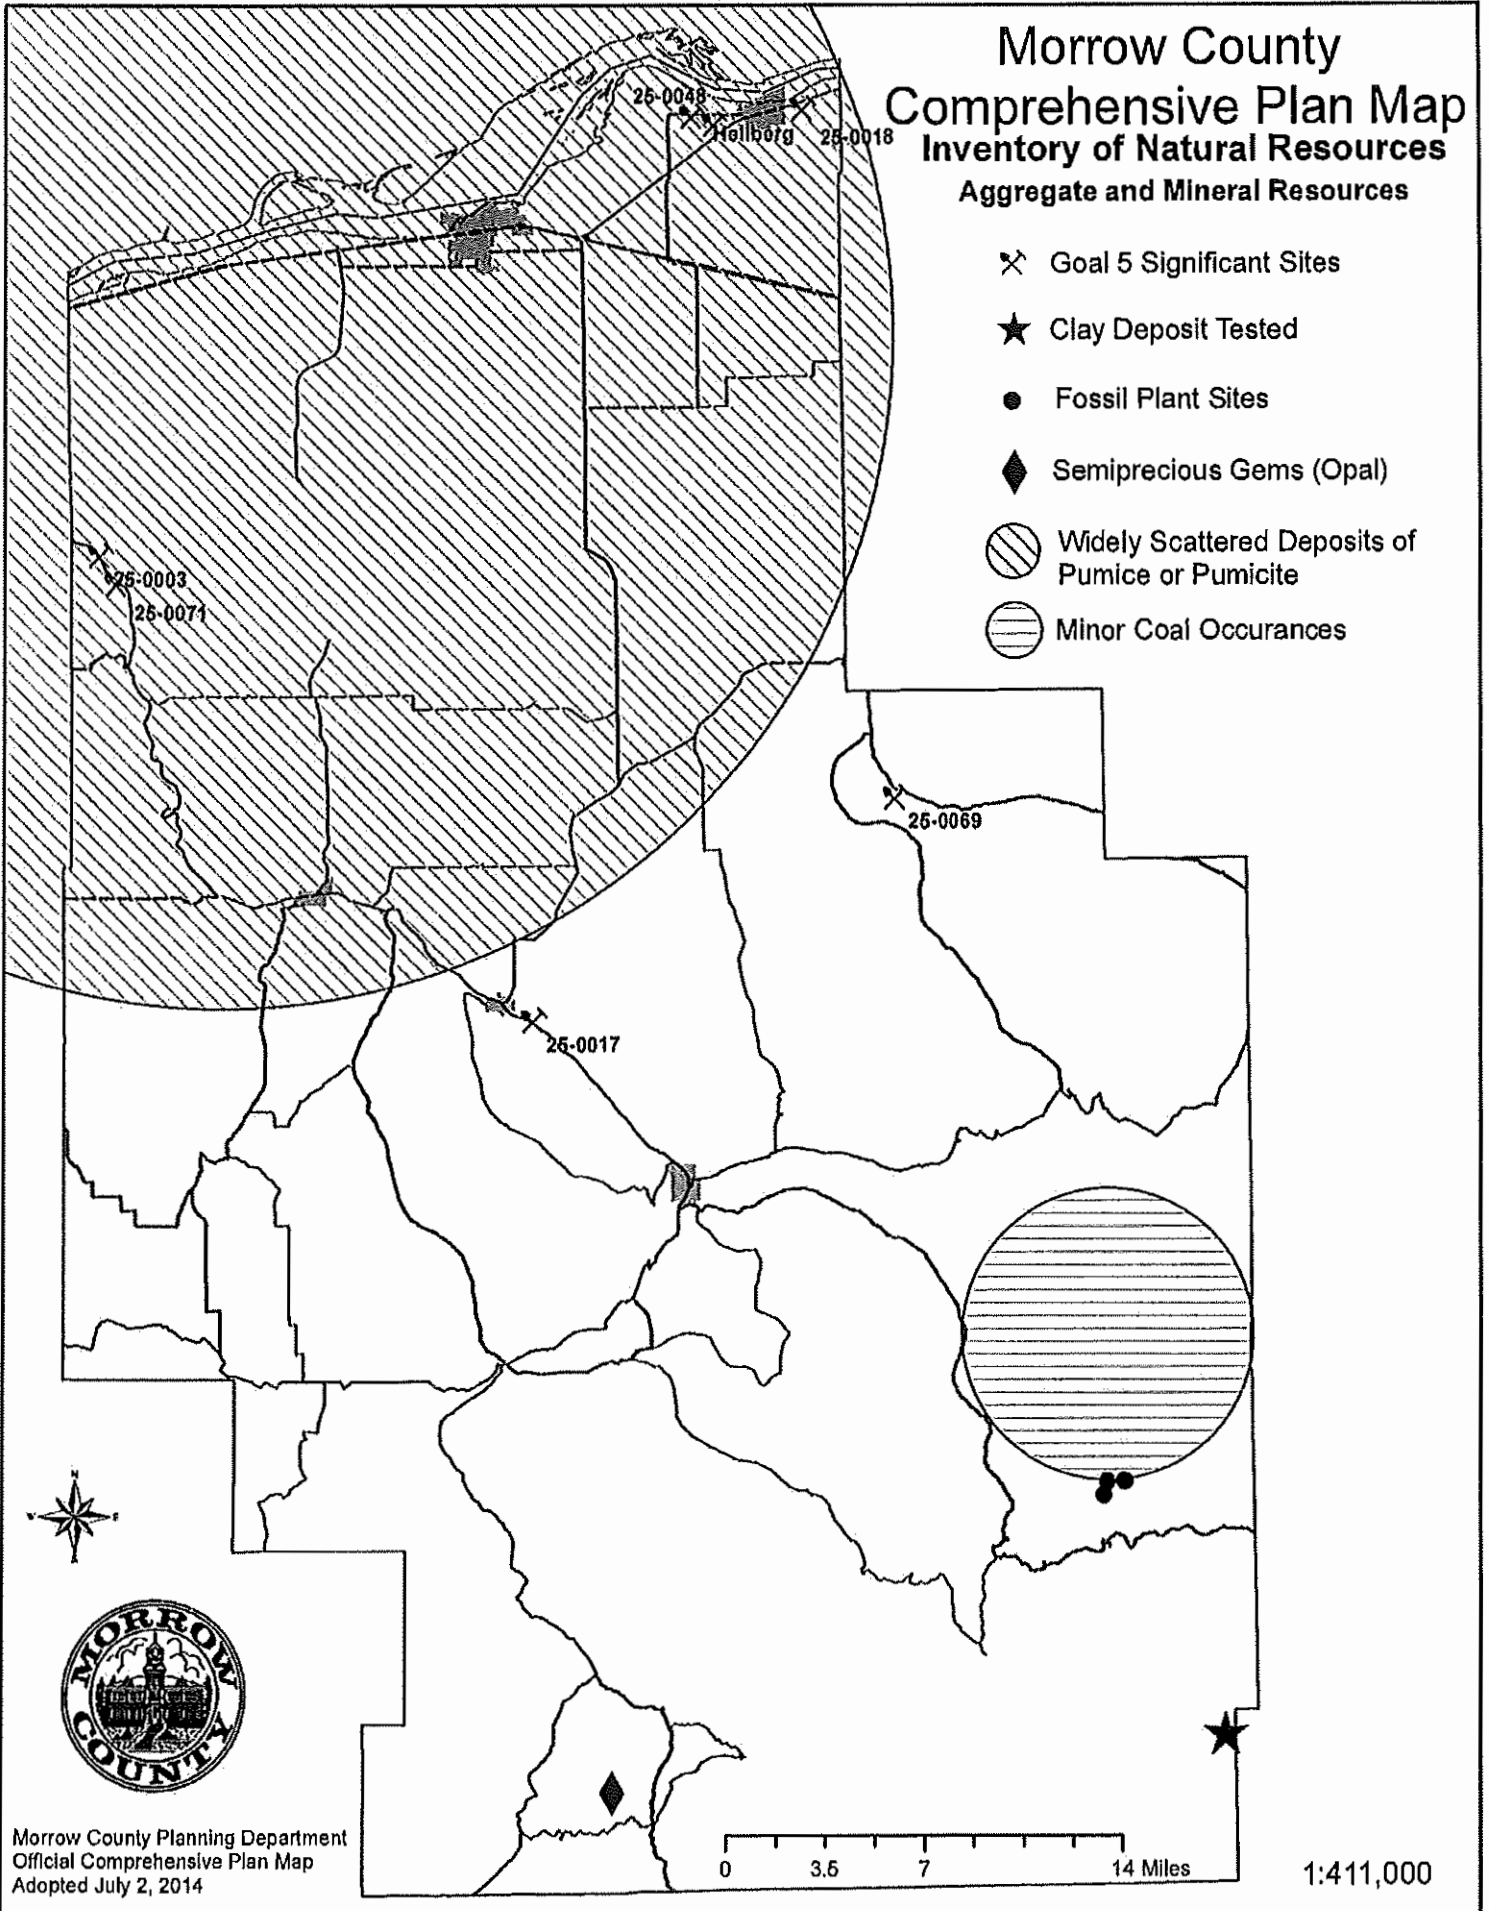 Morrow County
Comprehensive Plan Map
Inventory of Natural Resources
Aggregate and Mineral Resources
Goal 5 Significant Sites
Clay Deposit Tested
Fossil Plant Sites
Semiprecious Gems (Opal)
Widely Scattered Deposits of
Pumice or Pumicite
Minor Coal Occurances
25-0048
Hellborg
25-0018
25-0003
25-0071
25-0069
25-0017
N
MORROW
COUNTY
Morrow County Planning Department
Official Comprehensive Plan Map
Adopted July 2, 2014
0 3.5 7 14 Miles
1:411,000